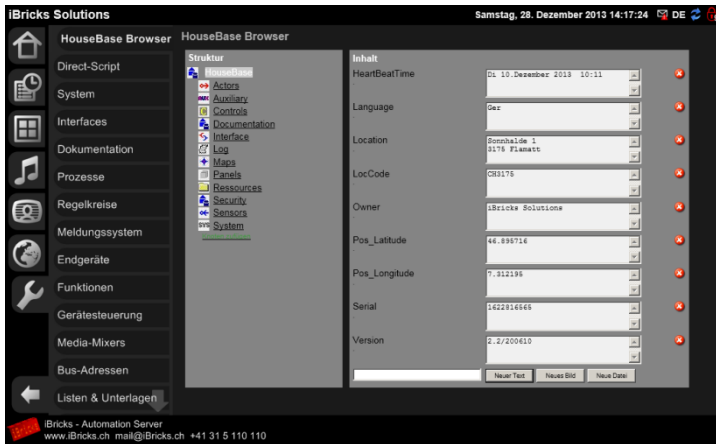 iBricks Solutions
Samstag, 28. Dezember 2013 14:17:24
DE
HouseBase Browser
Direct-Script
System
Interfaces
Dokumentation
Prozesse
Regelkreise
Meldungssystem
Endgeräte
Funktionen
Gerätesteuerung
Media-Mixers
Bus-Adressen
Listen & Unterlagen
HouseBase Browser
Struktur
HouseBase
Actors
Auxiliary
Controls
Documentation
Interface
Log
Maps
Panels
Ressources
Security
Sensors
SYS System
Inhalt
HeartBeatTime
Di 10.Dezember 2013 10:11
Language
Ger
Location
Sonnhalde 1
3175 Flamatt
LocCode
CH3175
Owner
iBricks Solutions
Pos_Latitude
46.895716
Pos_Longitude
7.312195
Serial
1622816565
Version
2.2/200610
Neuer Text
Neues Bild
Neue Datei
iBricks - Automation Server
www.iBricks.ch mail@iBricks.ch +41 31 5 110 110